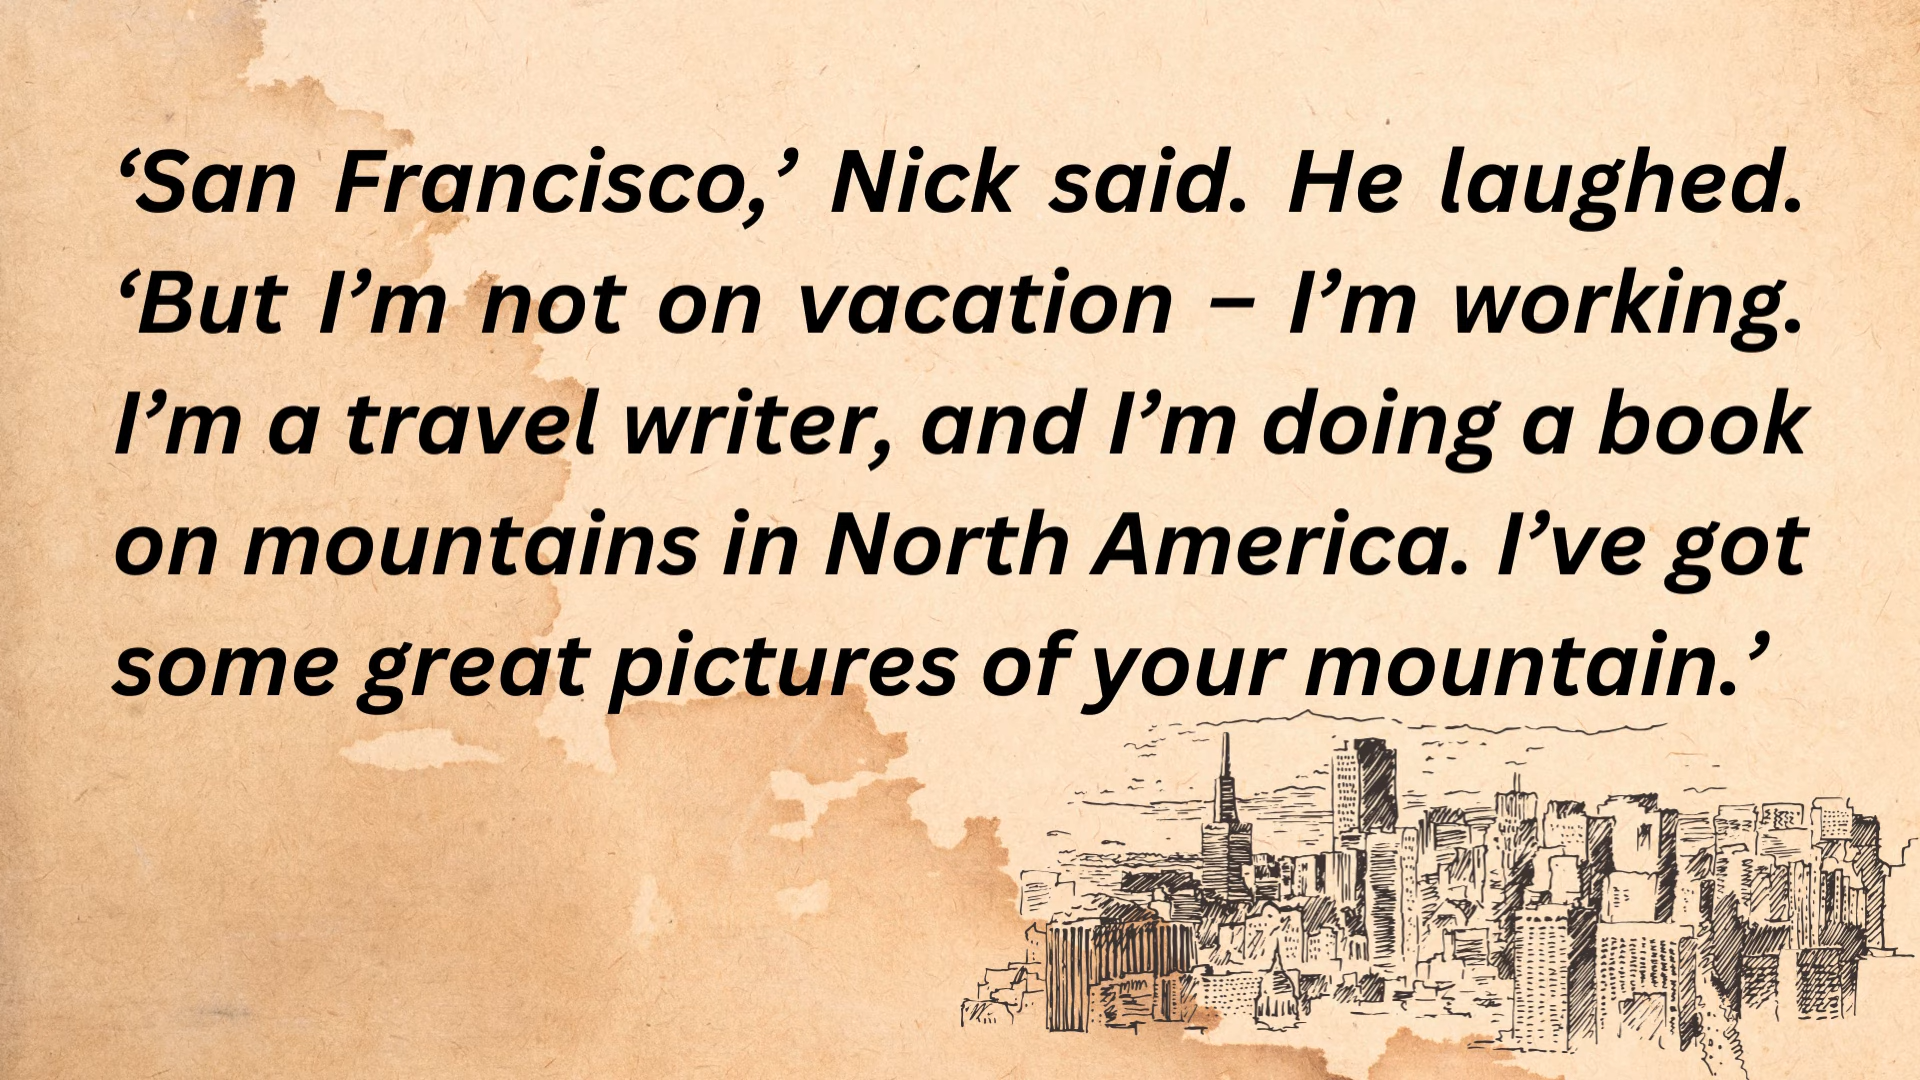 ‘San Francisco,’ Nick said. He laughed.
‘But I’m not on vacation – I’m working.
I’m a travel writer, and I’m doing a book
on mountains in North America. I’ve got
some great pictures of your mountain.’